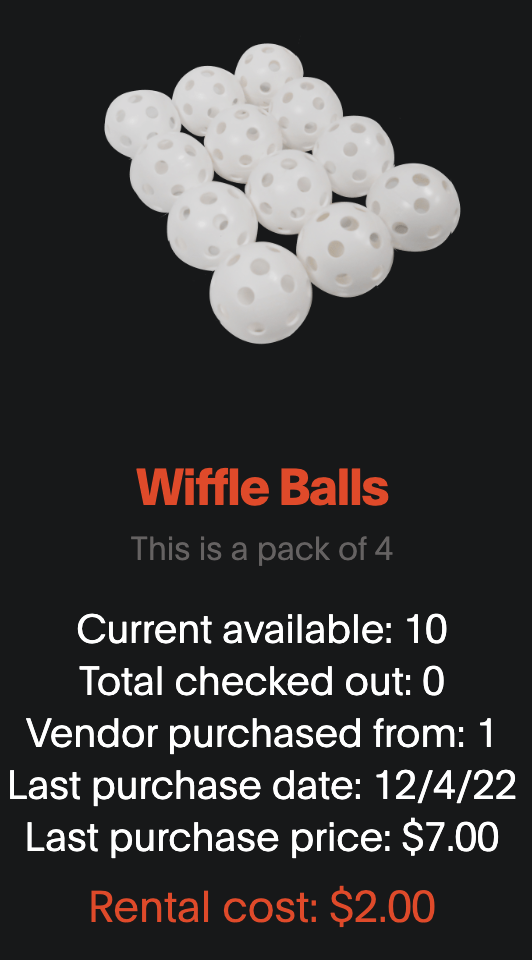 Wiffle Balls
This is a pack of 4
Current available: 10
Total checked out: 0
Vendor purchased from: 1
Last purchase date: 12/4/22
Last purchase price: $7.00
Rental cost: $2.00